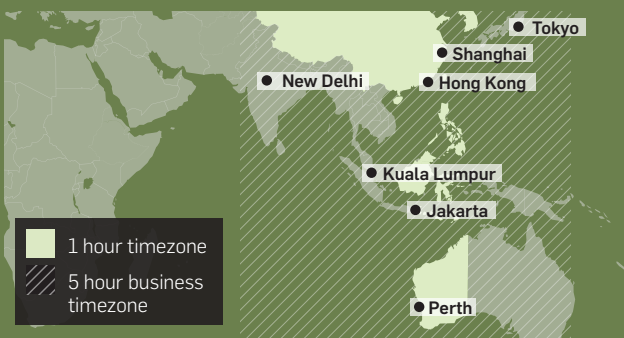 Tokyo
Shanghai
New Delhi
Hong Kong
Kuala Lumpur
Jakarta
1 hour timezone
5 hour business
timezone
Perth